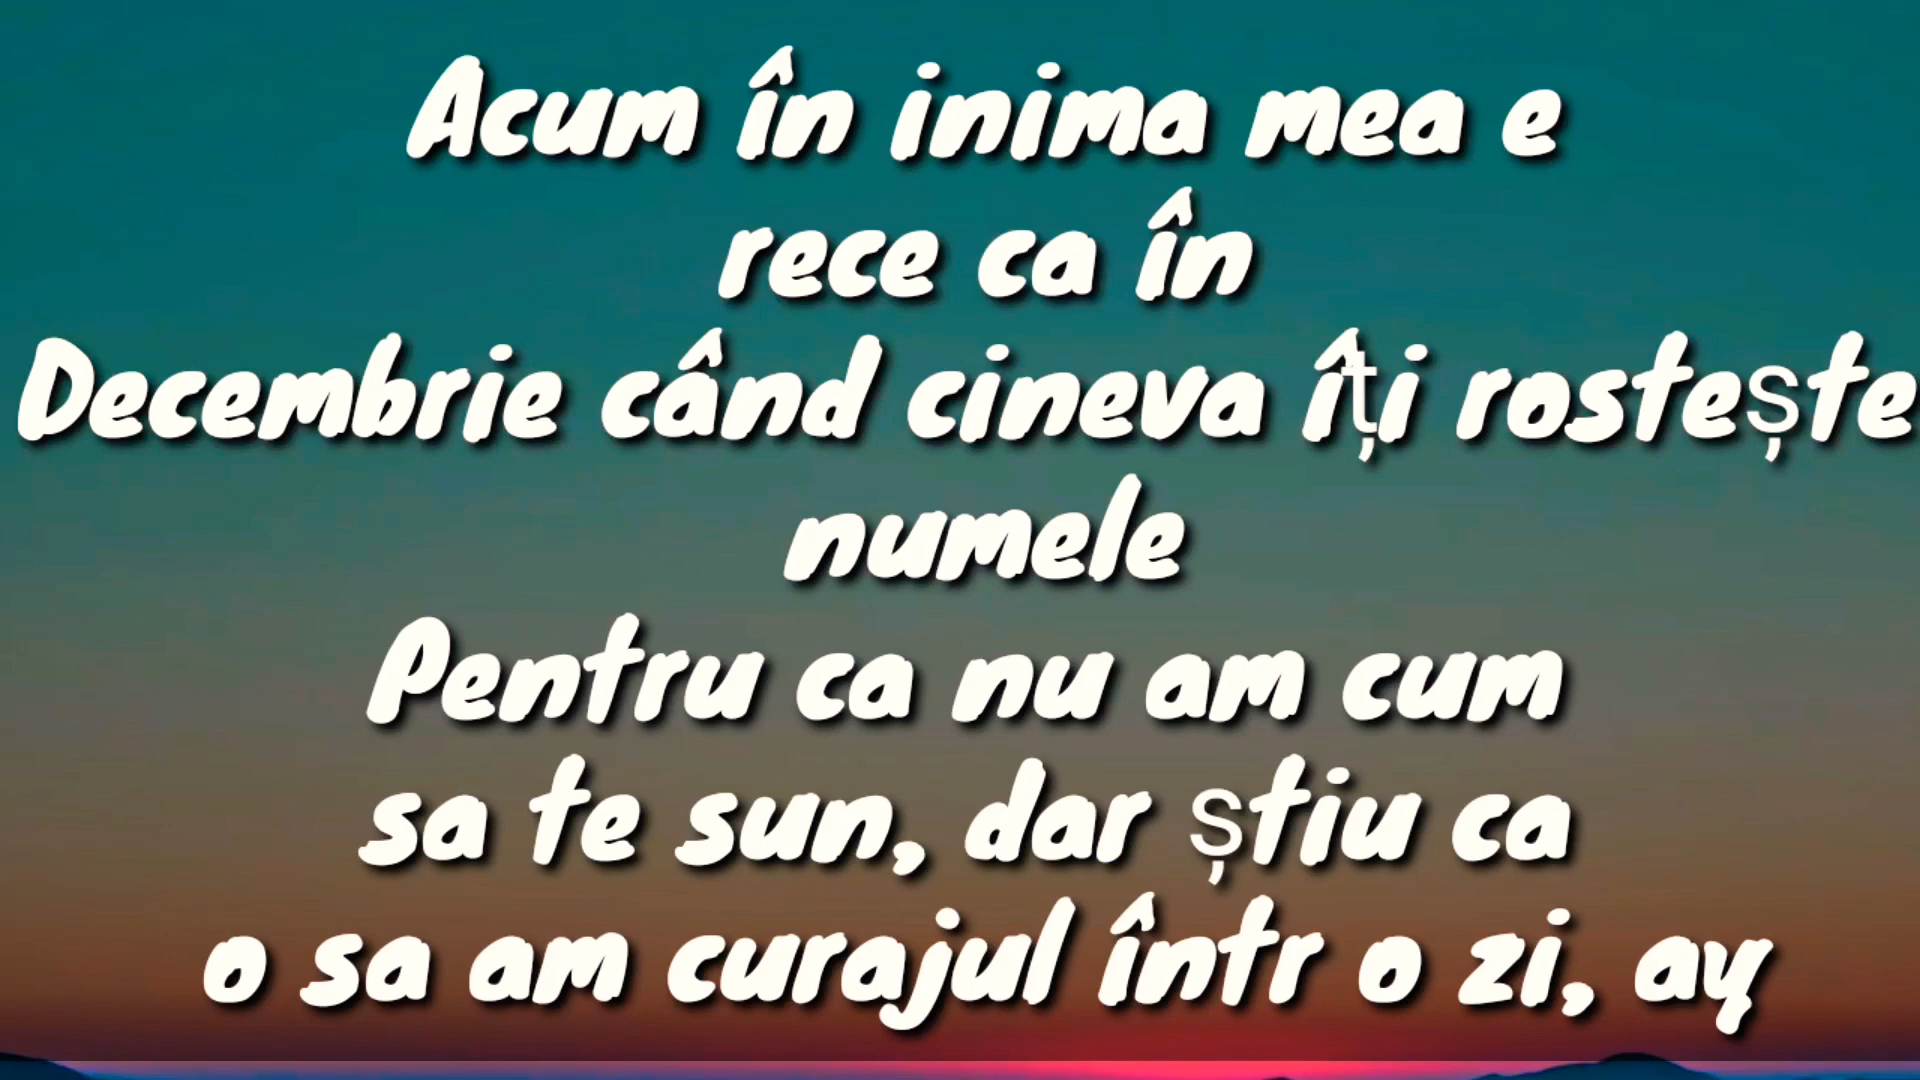 Acum în inima mea e
rece ca în
Decembrie când cineva îți rostește
numele
Pentru ca nu am cum
sa te sun, dar știu ca
o sa am curajul într o zi, ay